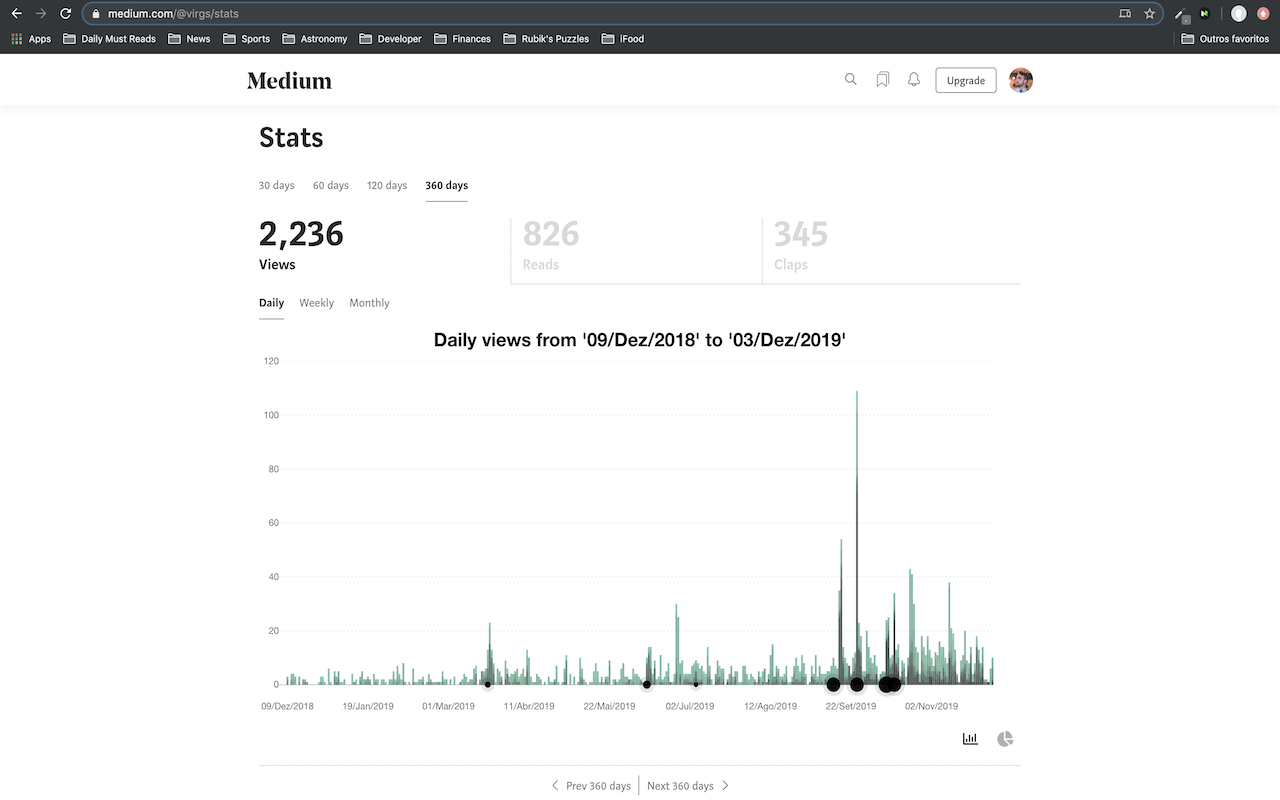 medium.com/@virgs/stats
Apps Daily Must Reads News Sports Astronomy Developer Finances Rubik's Puzzles iFood Outros favoritos
Medium
Upgrade
Stats
30 days 60 days 120 days 360 days
2,236 826 345
Views Reads Claps
Daily Weekly Monthly
Daily views from '09/Dez/2018' to '03/Dez/2019'
120
100
80
60
40
20
0
09/Dez/2018 19/Jan/2019 01/Mar/2019 11/Abr/2019 22/Mai/2019 02/Jul/2019 12/Ago/2019 22/Set/2019 02/Nov/2019
Prev 360 days Next 360 days